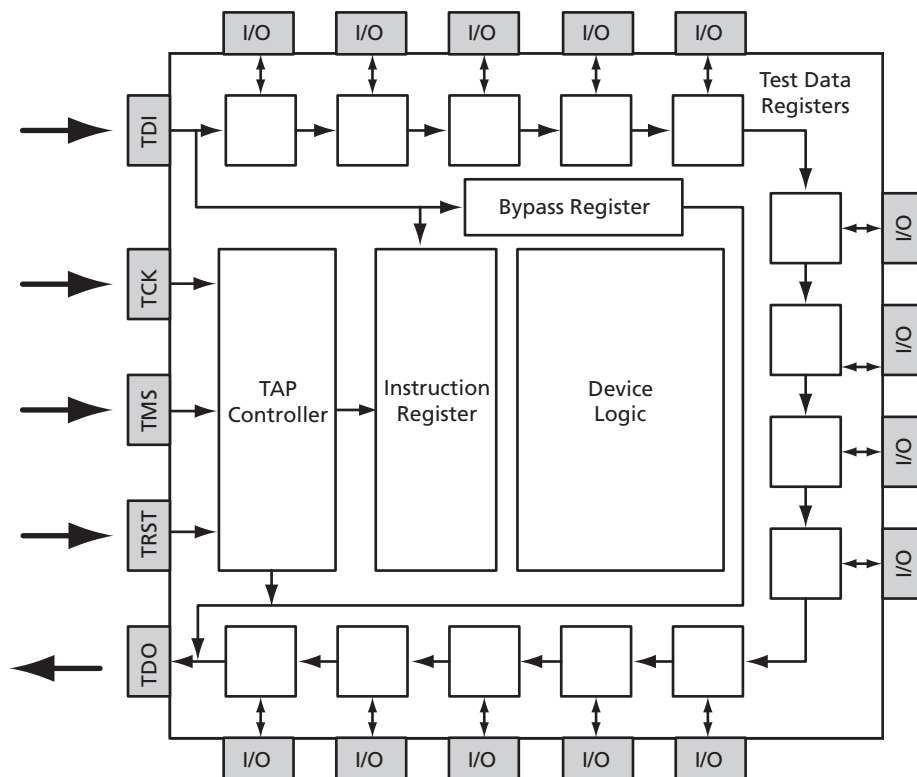 I/O
I/O
I/O
I/O
I/O
Test Data
Registers
TDI
Bypass Register
I/O
TCK
I/O
TAP
Controller
Instruction
Register
Device
Logic
TMS
I/O
TRST
I/O
TDO
I/O
I/O
I/O
I/O
I/O